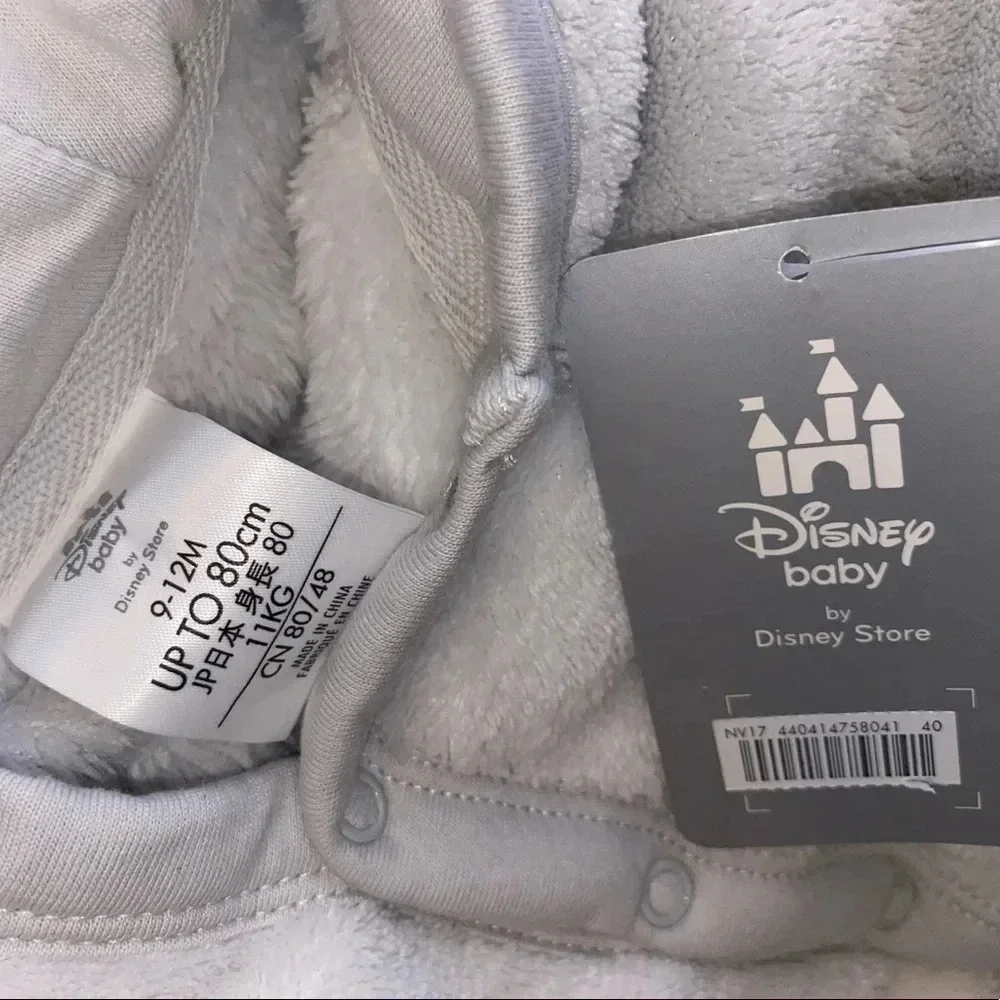 Disney
baby
by
Disney Store
9-12M
UP TO 80cm
JP日本 身長 80
11KG
CN 80/48
MADE IN CHINA
FABRIQUÉ EN CHINE
Disney
baby
by
Disney Store
NV17 440414758041 40